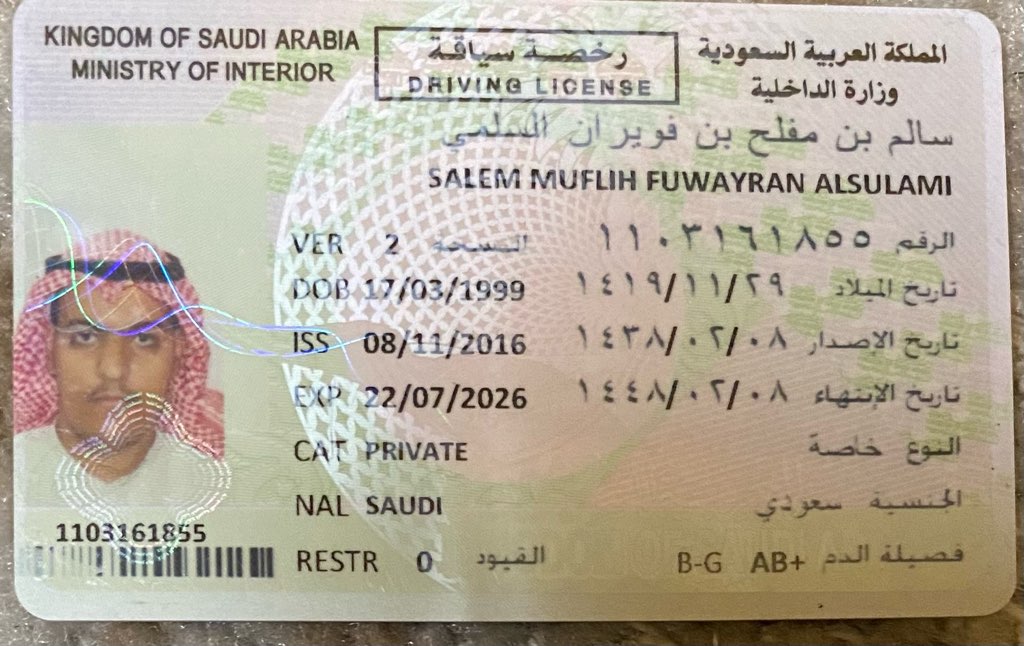 KINGDOM OF SAUDI ARABIA
MINISTRY OF INTERIOR
رخصة سياقة
DRIVING LICENSE
المملكة العربية السعودية
وزارة الداخلية
سالم بن مفلح بن فويران السلمي
SALEM MUFLIH FUWAYRAN ALSULAMI
VER 2 النسخة الرقم ١١٠٣١٦١٨٥٥
DOB 17/03/1999 تاريخ الميلاد ١٤١٩/١١/٢٩
ISS 08/11/2016 تاريخ الإصدار ١٤٣٨/٠٢/٠٨
EXP 22/07/2026 تاريخ الإنتهاء ١٤٤٨/٠٢/٠٨
CAT PRIVATE النوع خاصة
NAL SAUDI الجنسية سعودي
1103161855
RESTR 0 القيود B-G AB+ فصيلة الدم